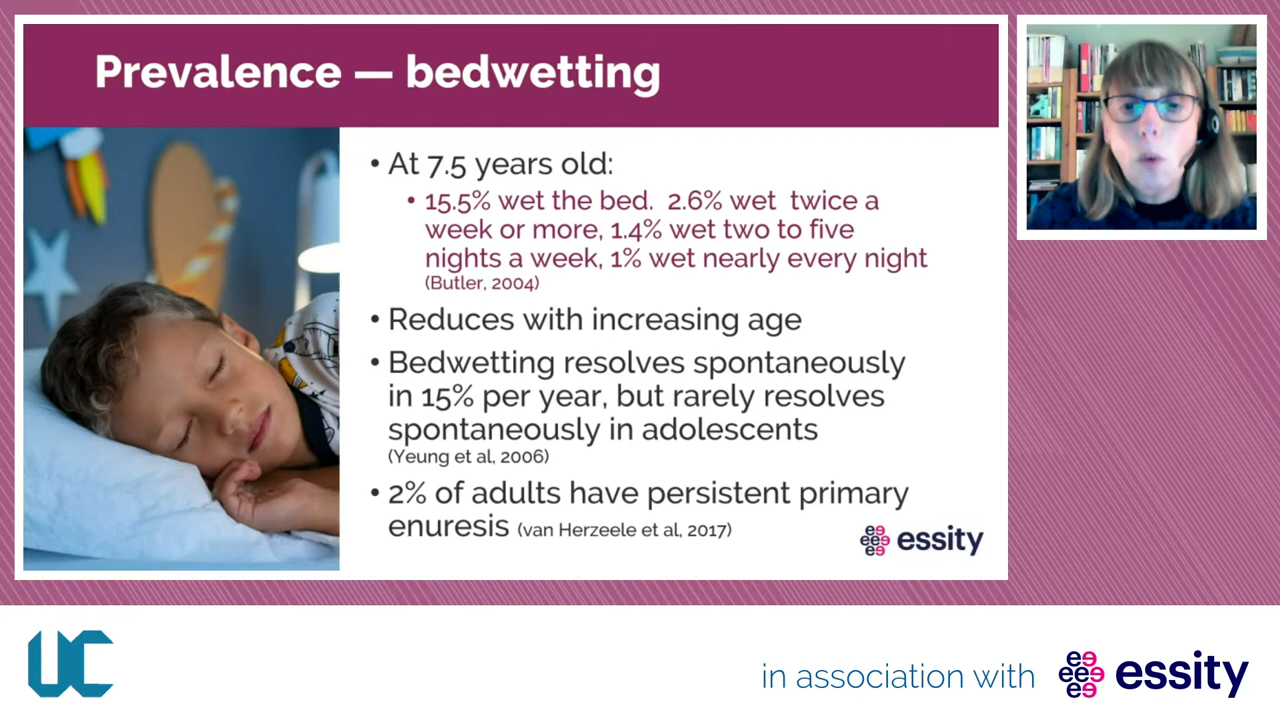 Prevalence — bedwetting
• At 7.5 years old:
• 15.5% wet the bed. 2.6% wet twice a
week or more, 1.4% wet two to five
nights a week, 1% wet nearly every night
(Butler, 2004)
• Reduces with increasing age
• Bedwetting resolves spontaneously
in 15% per year, but rarely resolves
spontaneously in adolescents
(Yeung et al, 2006)
• 2% of adults have persistent primary
enuresis (van Herzeele et al, 2017)
essity
UC
in association with essity